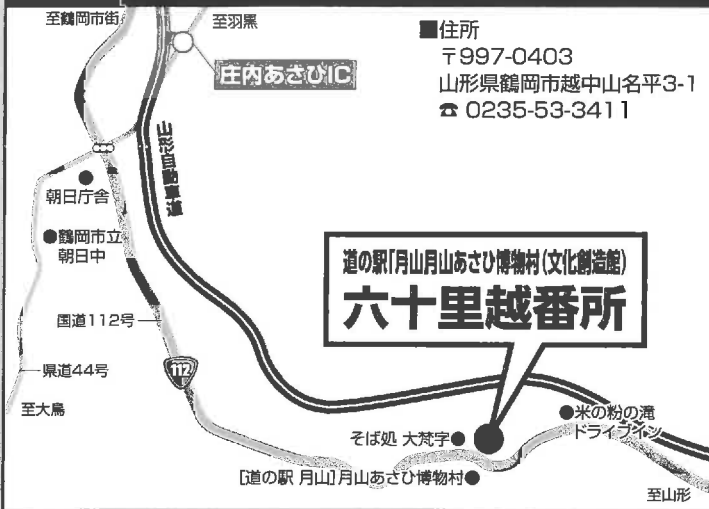 至鶴岡市街
至羽黒
庄内あさひIC
■住所
〒997-0403
山形県鶴岡市越中山名平3-1
☎ 0235-53-3411
山形自動車道
朝日庁舎
鶴岡市立
朝日中
国道112号
112
県道44号
至大鳥
道の駅「月山月山あさひ博物村(文化創造館)
六十里越番所
そば処 大梵字
米の粉の滝
ドライブイン
[道の駅 月山]月山あさひ博物村
至山形